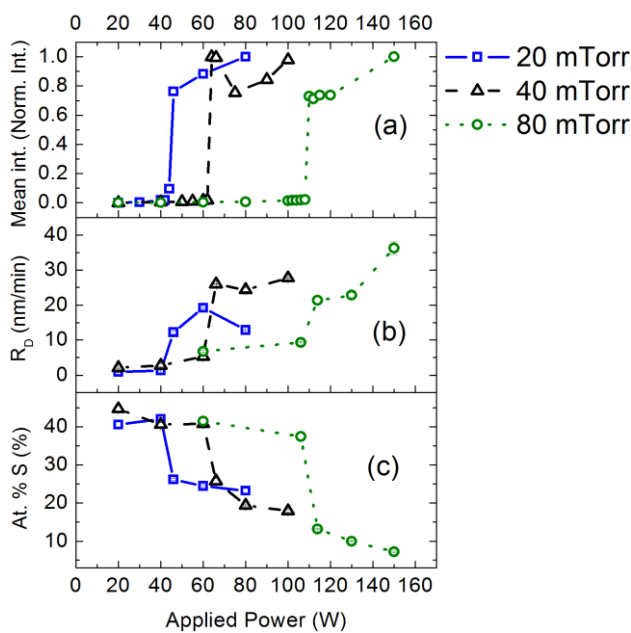 0 20 40 60 80 100 120 140 160
1.0
0.8
0.6
0.4
0.2
0.0
Mean int. (Norm. Int.)
(a)
20 mTorr
40 mTorr
80 mTorr
40
30
20
10
0
R_D (nm/min)
(b)
40
30
20
10
At. % S (%)
(c)
0 20 40 60 80 100 120 140 160
Applied Power (W)